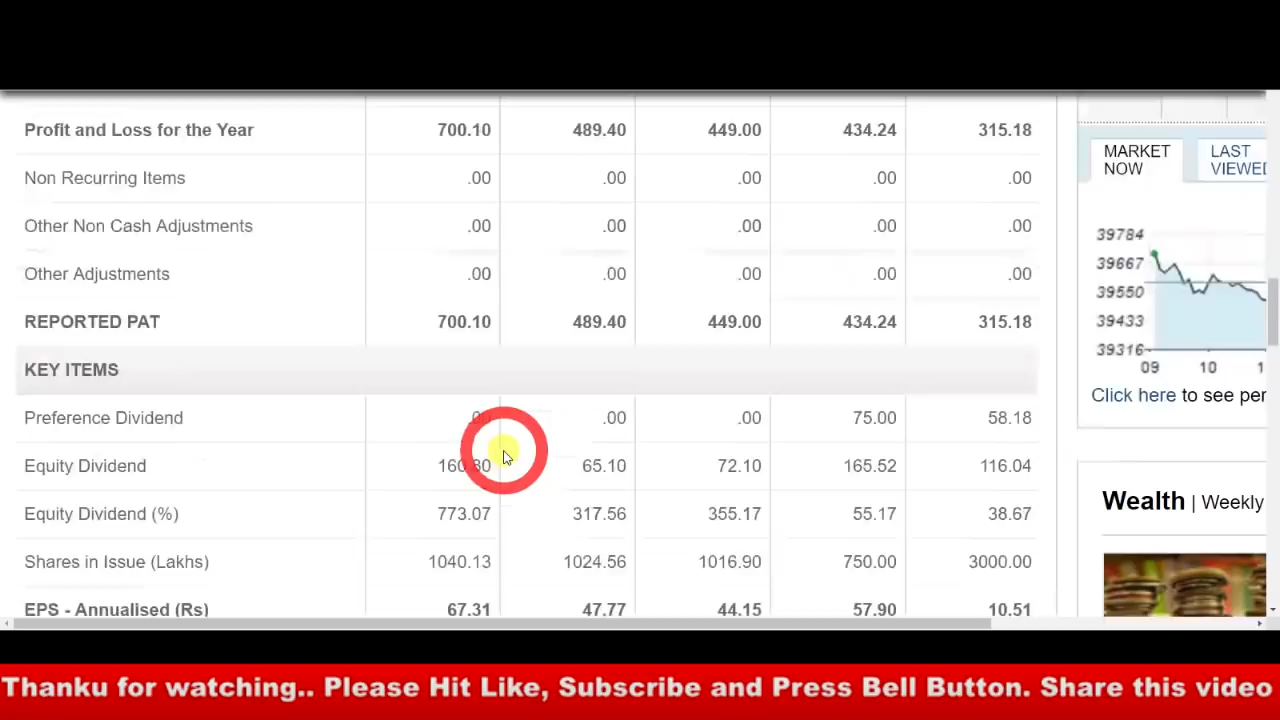 Profit and Loss for the Year 700.10 489.40 449.00 434.24 315.18
Non Recurring Items .00 .00 .00 .00 .00
Other Non Cash Adjustments .00 .00 .00 .00 .00
Other Adjustments .00 .00 .00 .00 .00
REPORTED PAT 700.10 489.40 449.00 434.24 315.18
KEY ITEMS
Preference Dividend .00 .00 .00 75.00 58.18
Equity Dividend 160.80 65.10 72.10 165.52 116.04
Equity Dividend (%) 773.07 317.56 355.17 55.17 38.67
Shares in Issue (Lakhs) 1040.13 1024.56 1016.90 750.00 3000.00
EPS - Annualised (Rs) 67.31 47.77 44.15 57.90 10.51
MARKET NOW
LAST VIEWED
39784
39667
39550
39433
39316
09 10 1
Click here to see per
Wealth | Weekly
Thanku for watching.. Please Hit Like, Subscribe and Press Bell Button. Share this video